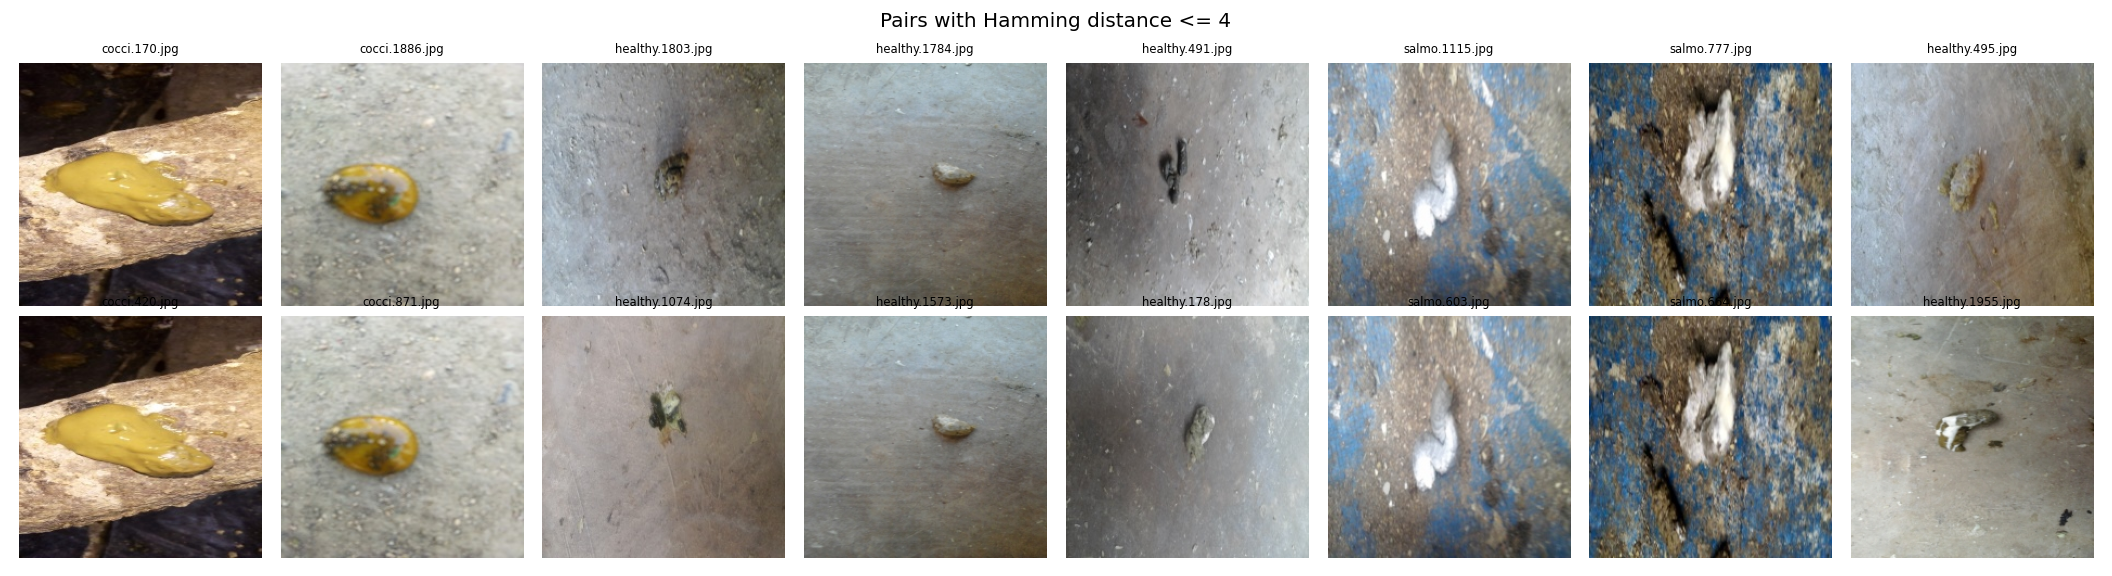 Pairs with Hamming distance <= 4
cocci.170.jpg cocci.1886.jpg healthy.1803.jpg healthy.1784.jpg healthy.491.jpg salmo.1115.jpg salmo.777.jpg healthy.495.jpg
cocci.420.jpg cocci.871.jpg healthy.1074.jpg healthy.1573.jpg healthy.178.jpg salmo.603.jpg healthy.1955.jpg